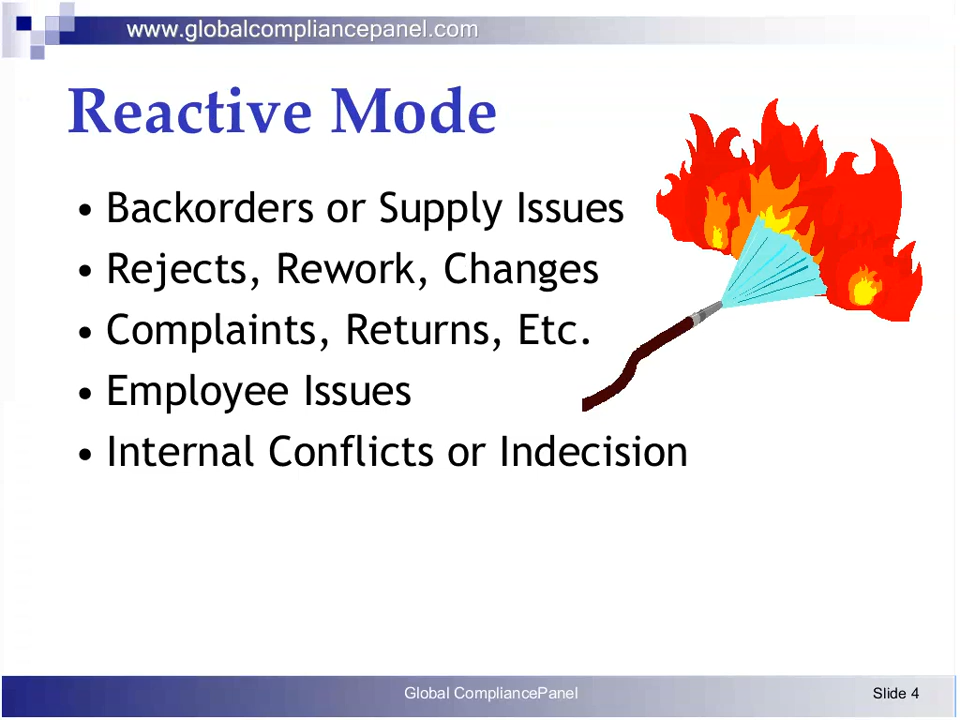 www.globalcompliancepanel.com
Reactive Mode
• Backorders or Supply Issues
• Rejects, Rework, Changes
• Complaints, Returns, Etc.
• Employee Issues
• Internal Conflicts or Indecision
Global CompliancePanel
Slide 4